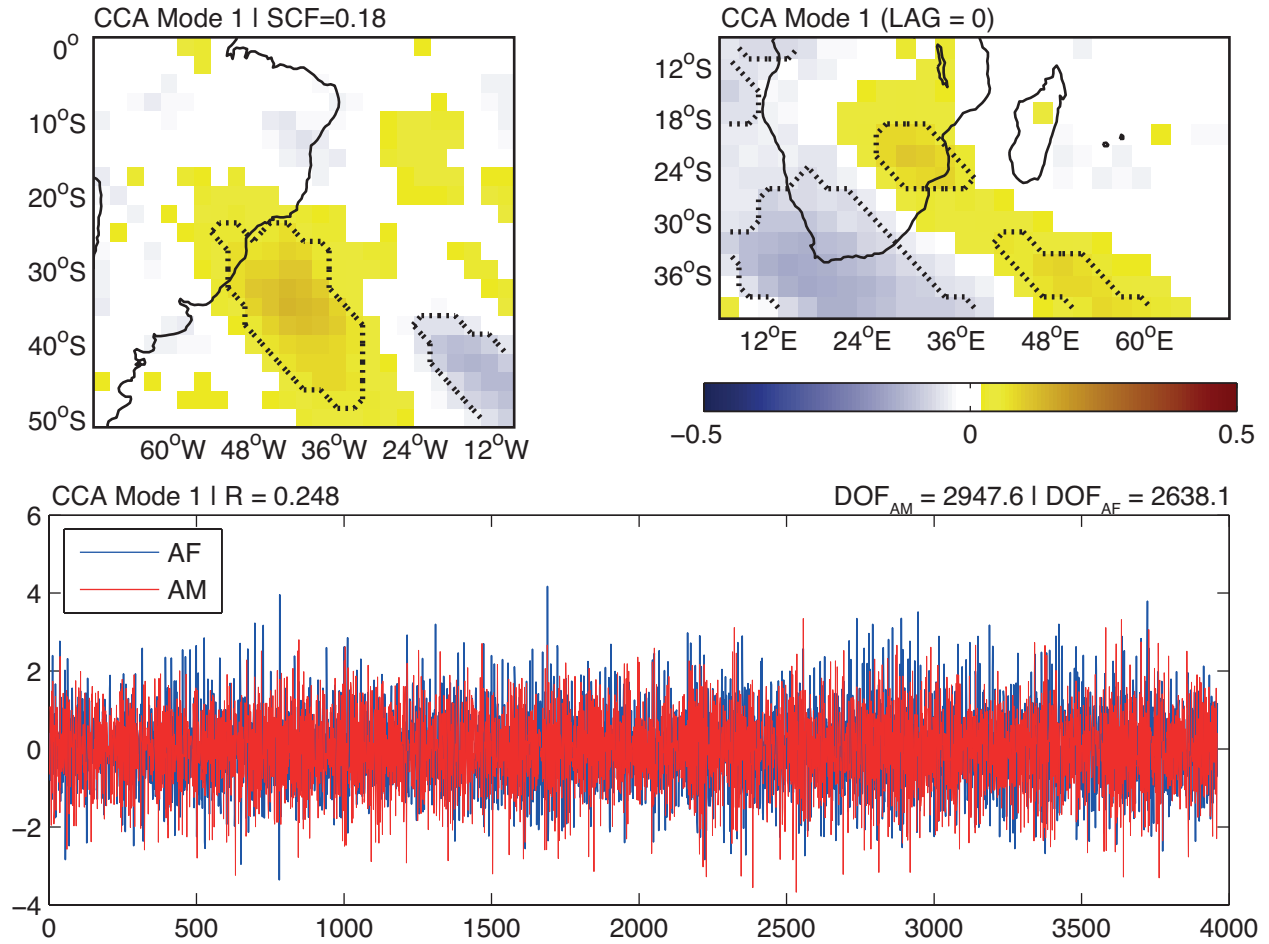 CCA Mode 1 | SCF=0.18
0°
10°S
20°S
30°S
40°S
50°S
60°W 48°W 36°W 24°W 12°W
CCA Mode 1 (LAG = 0)
12°S
18°S
24°S
30°S
36°S
12°E 24°E 36°E 48°E 60°E
−0.5 0 0.5
CCA Mode 1 | R = 0.248
DOF_AM = 2947.6 | DOF_AF = 2638.1
6
4
2
0
−2
−4
AF
AM
0 500 1000 1500 2000 2500 3000 3500 4000